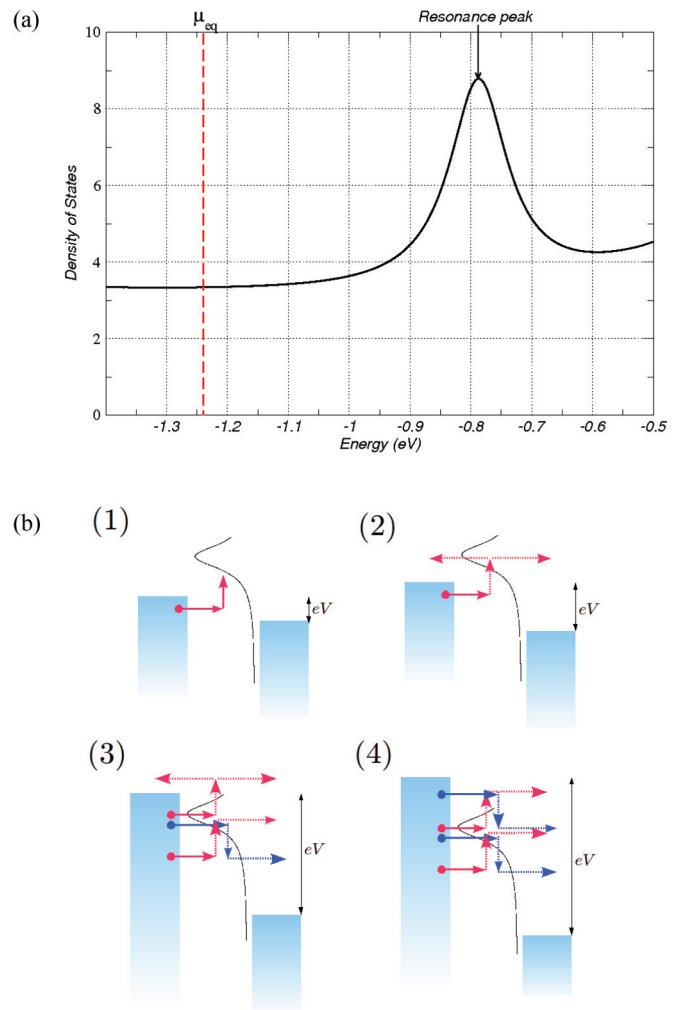 (a)
μeq
Resonance peak
10
8
6
4
2
0
Density of States
-1.3 -1.2 -1.1 -1 -0.9 -0.8 -0.7 -0.6 -0.5
Energy (eV)
(b)
(1)
eV
(2)
eV
(3)
eV
(4)
eV